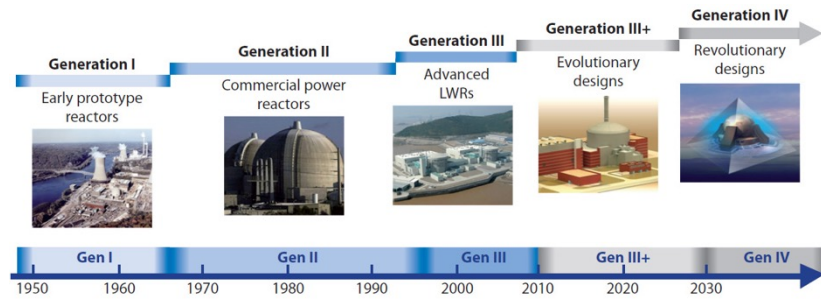 Generation I
Early prototype
reactors
Generation II
Commercial power
reactors
Generation III
Advanced
LWRs
Generation III+
Evolutionary
designs
Generation IV
Revolutionary
designs
Gen I
Gen II
Gen III
Gen III+
Gen IV
1950
1960
1970
1980
1990
2000
2010
2020
2030